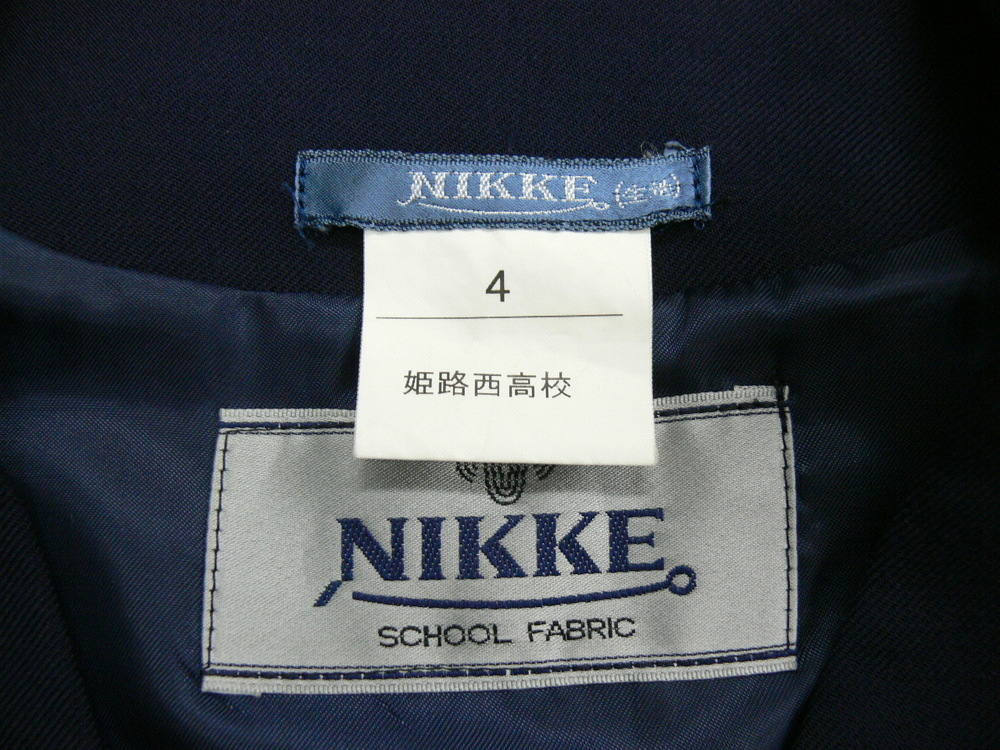 NIKKE
4
姫路西高校
NIKKE
SCHOOL FABRIC